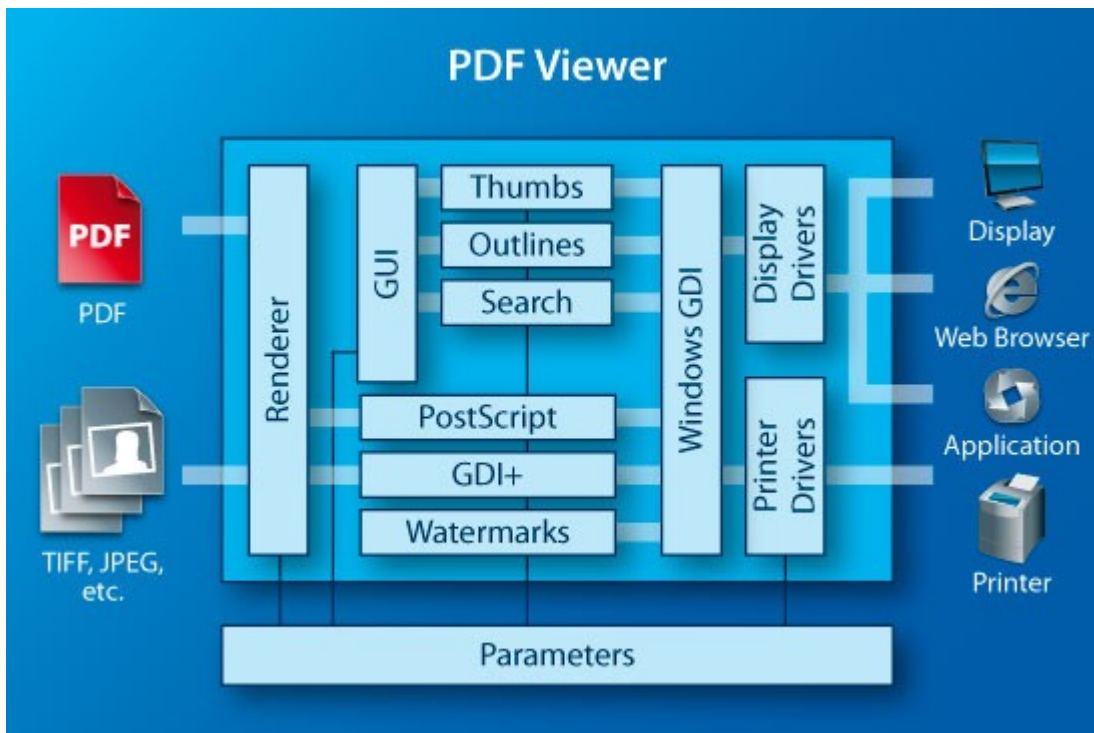 PDF Viewer
PDF
PDF
TIFF, JPEG,
etc.
Renderer
GUI
Thumbs
Outlines
Search
PostScript
GDI+
Watermarks
Windows GDI
Display
Drivers
Printer
Drivers
Display
Web Browser
Application
Printer
Parameters